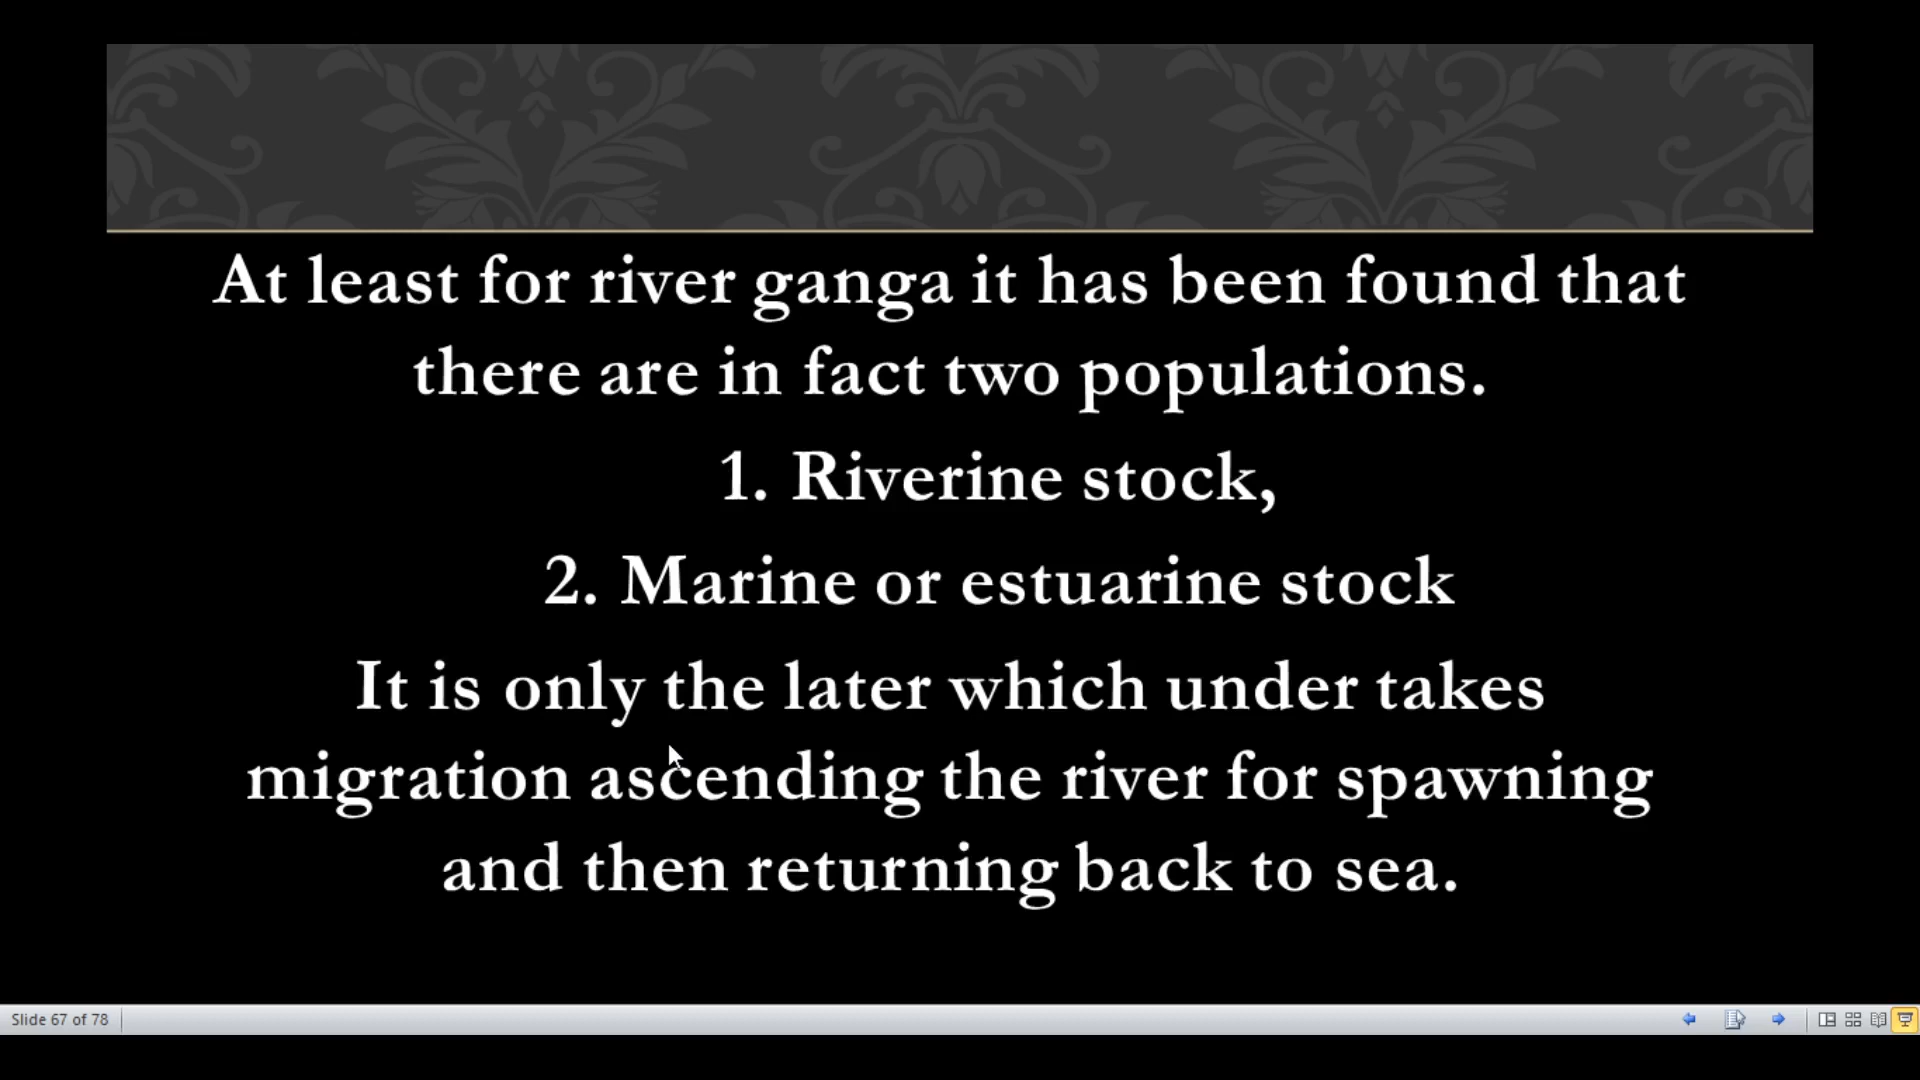 At least for river ganga it has been found that
there are in fact two populations.
1. Riverine stock,
2. Marine or estuarine stock
It is only the later which under takes
migration ascending the river for spawning
and then returning back to sea.
Slide 67 of 78